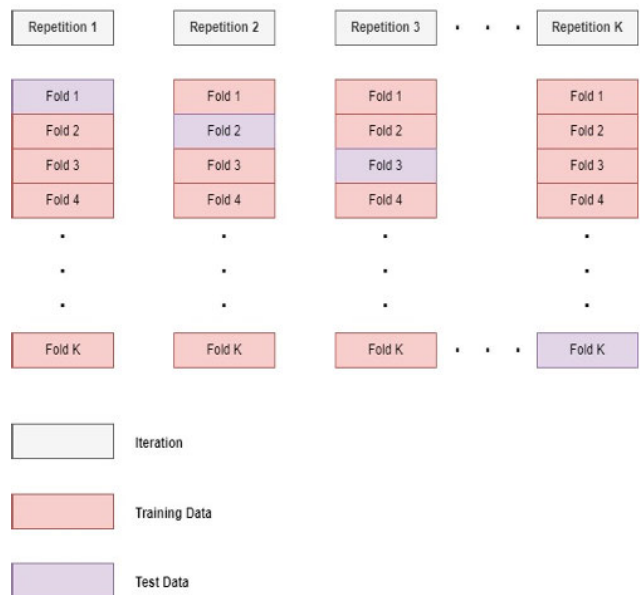 Repetition 1 Repetition 2 Repetition 3 . . . Repetition K
Fold 1 Fold 1 Fold 1 Fold 1
Fold 2 Fold 2 Fold 2 Fold 2
Fold 3 Fold 3 Fold 3 Fold 3
Fold 4 Fold 4 Fold 4 Fold 4
. . . .
. . . .
. . . .
Fold K Fold K Fold K . . . Fold K
Iteration
Training Data
Test Data